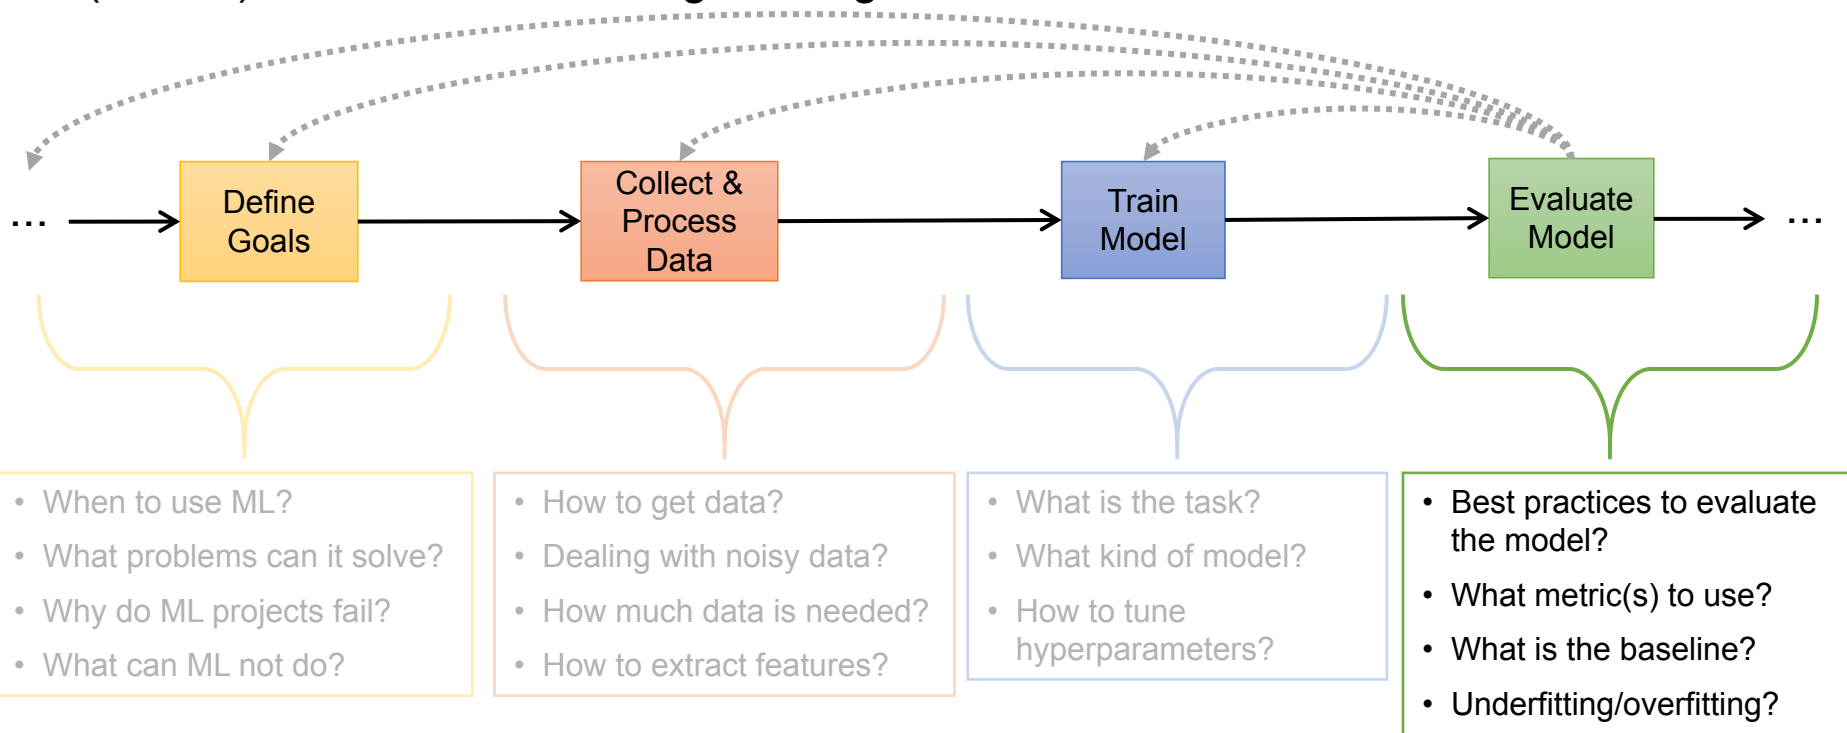 ...
Define
Goals
Collect &
Process
Data
Train
Model
Evaluate
Model
...
• When to use ML?
• What problems can it solve?
• Why do ML projects fail?
• What can ML not do?
• How to get data?
• Dealing with noisy data?
• How much data is needed?
• How to extract features?
• What is the task?
• What kind of model?
• How to tune
hyperparameters?
• Best practices to evaluate
the model?
• What metric(s) to use?
• What is the baseline?
• Underfitting/overfitting?